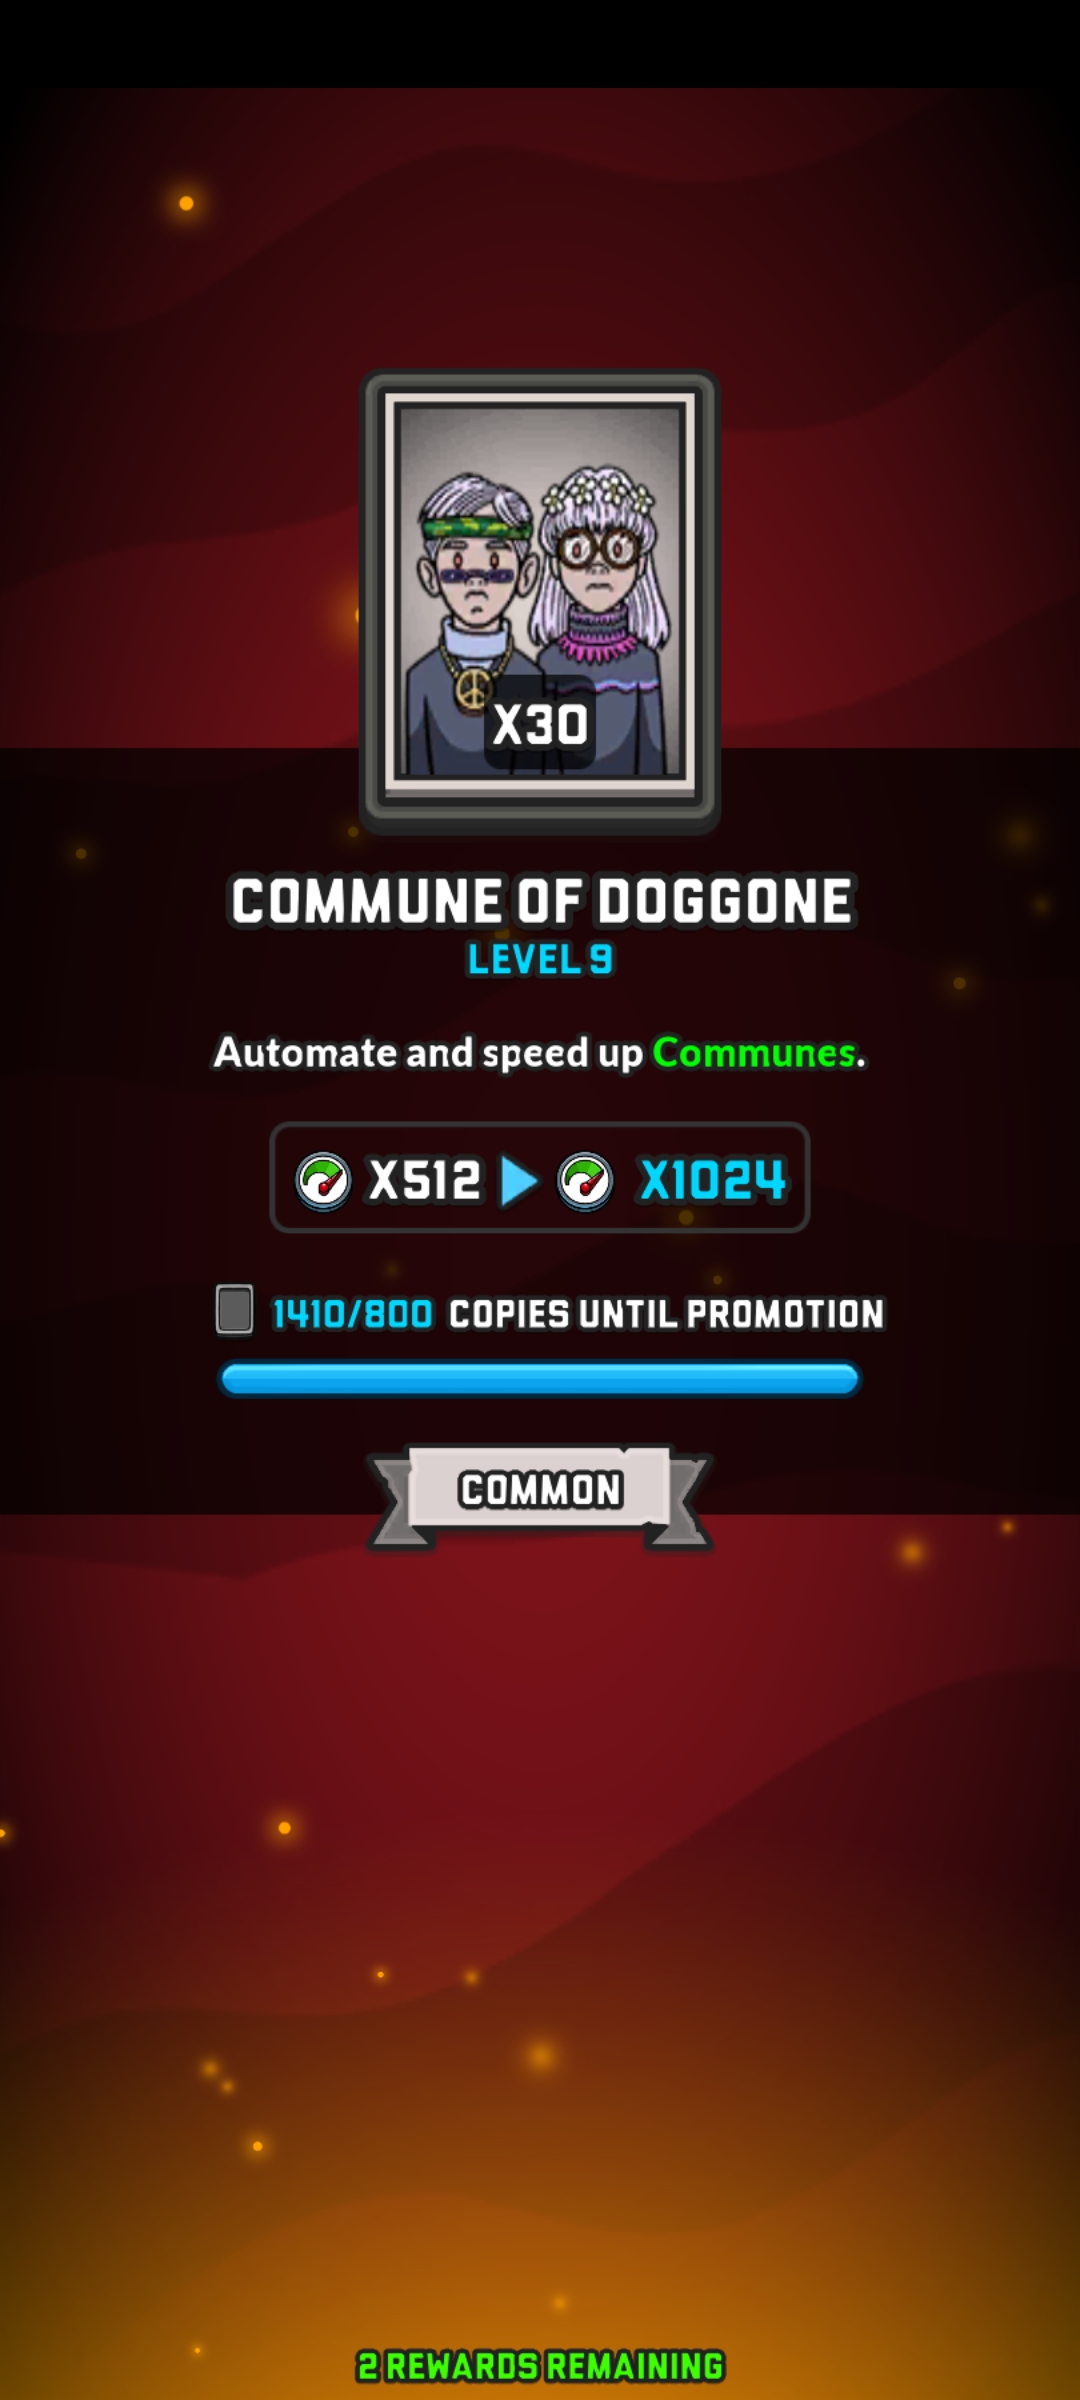 X30
COMMUNE OF DOGGONE
LEVEL 9
Automate and speed up Communes.
X512 X1024
1410/800 COPIES UNTIL PROMOTION
COMMON
2 REWARDS REMAINING